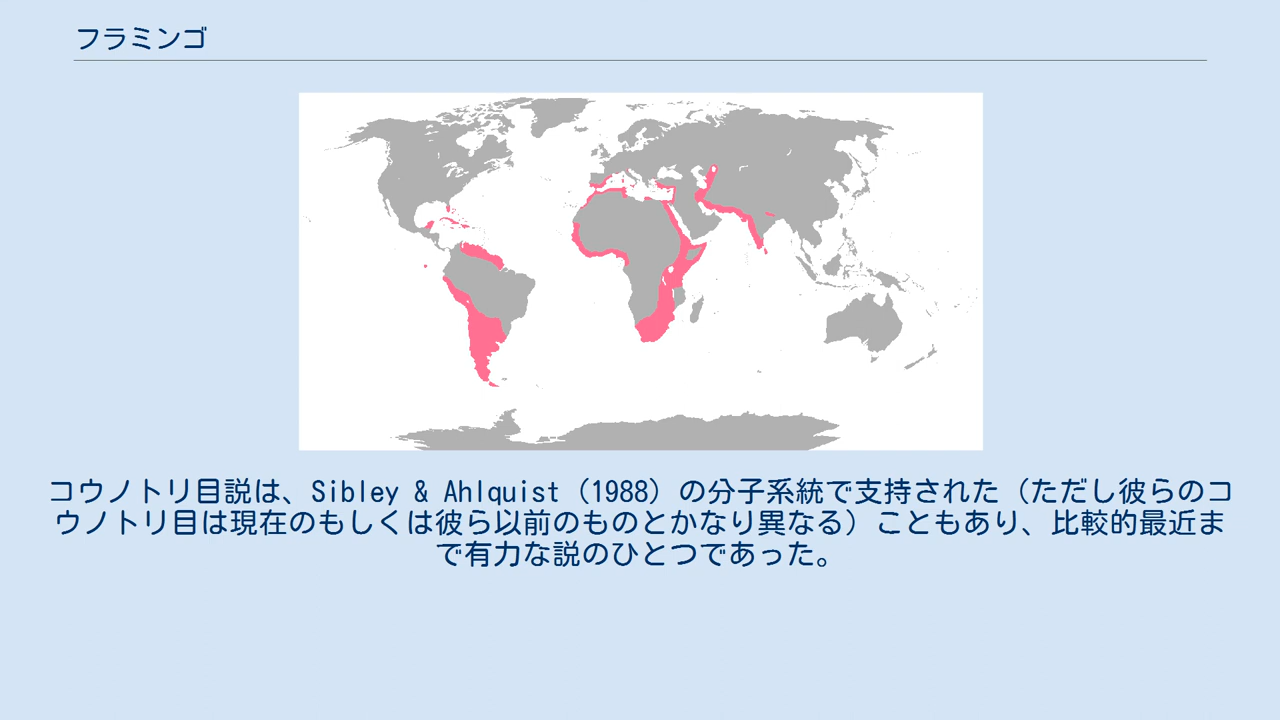 フラミンゴ
コウノトリ目説は、Sibley & Ahlquist（1988）の分子系統で支持された（ただし彼らのコ
ウノトリ目は現在のもしくは彼ら以前のものとかなり異なる）こともあり、比較的最近ま
で有力な説のひとつであった。